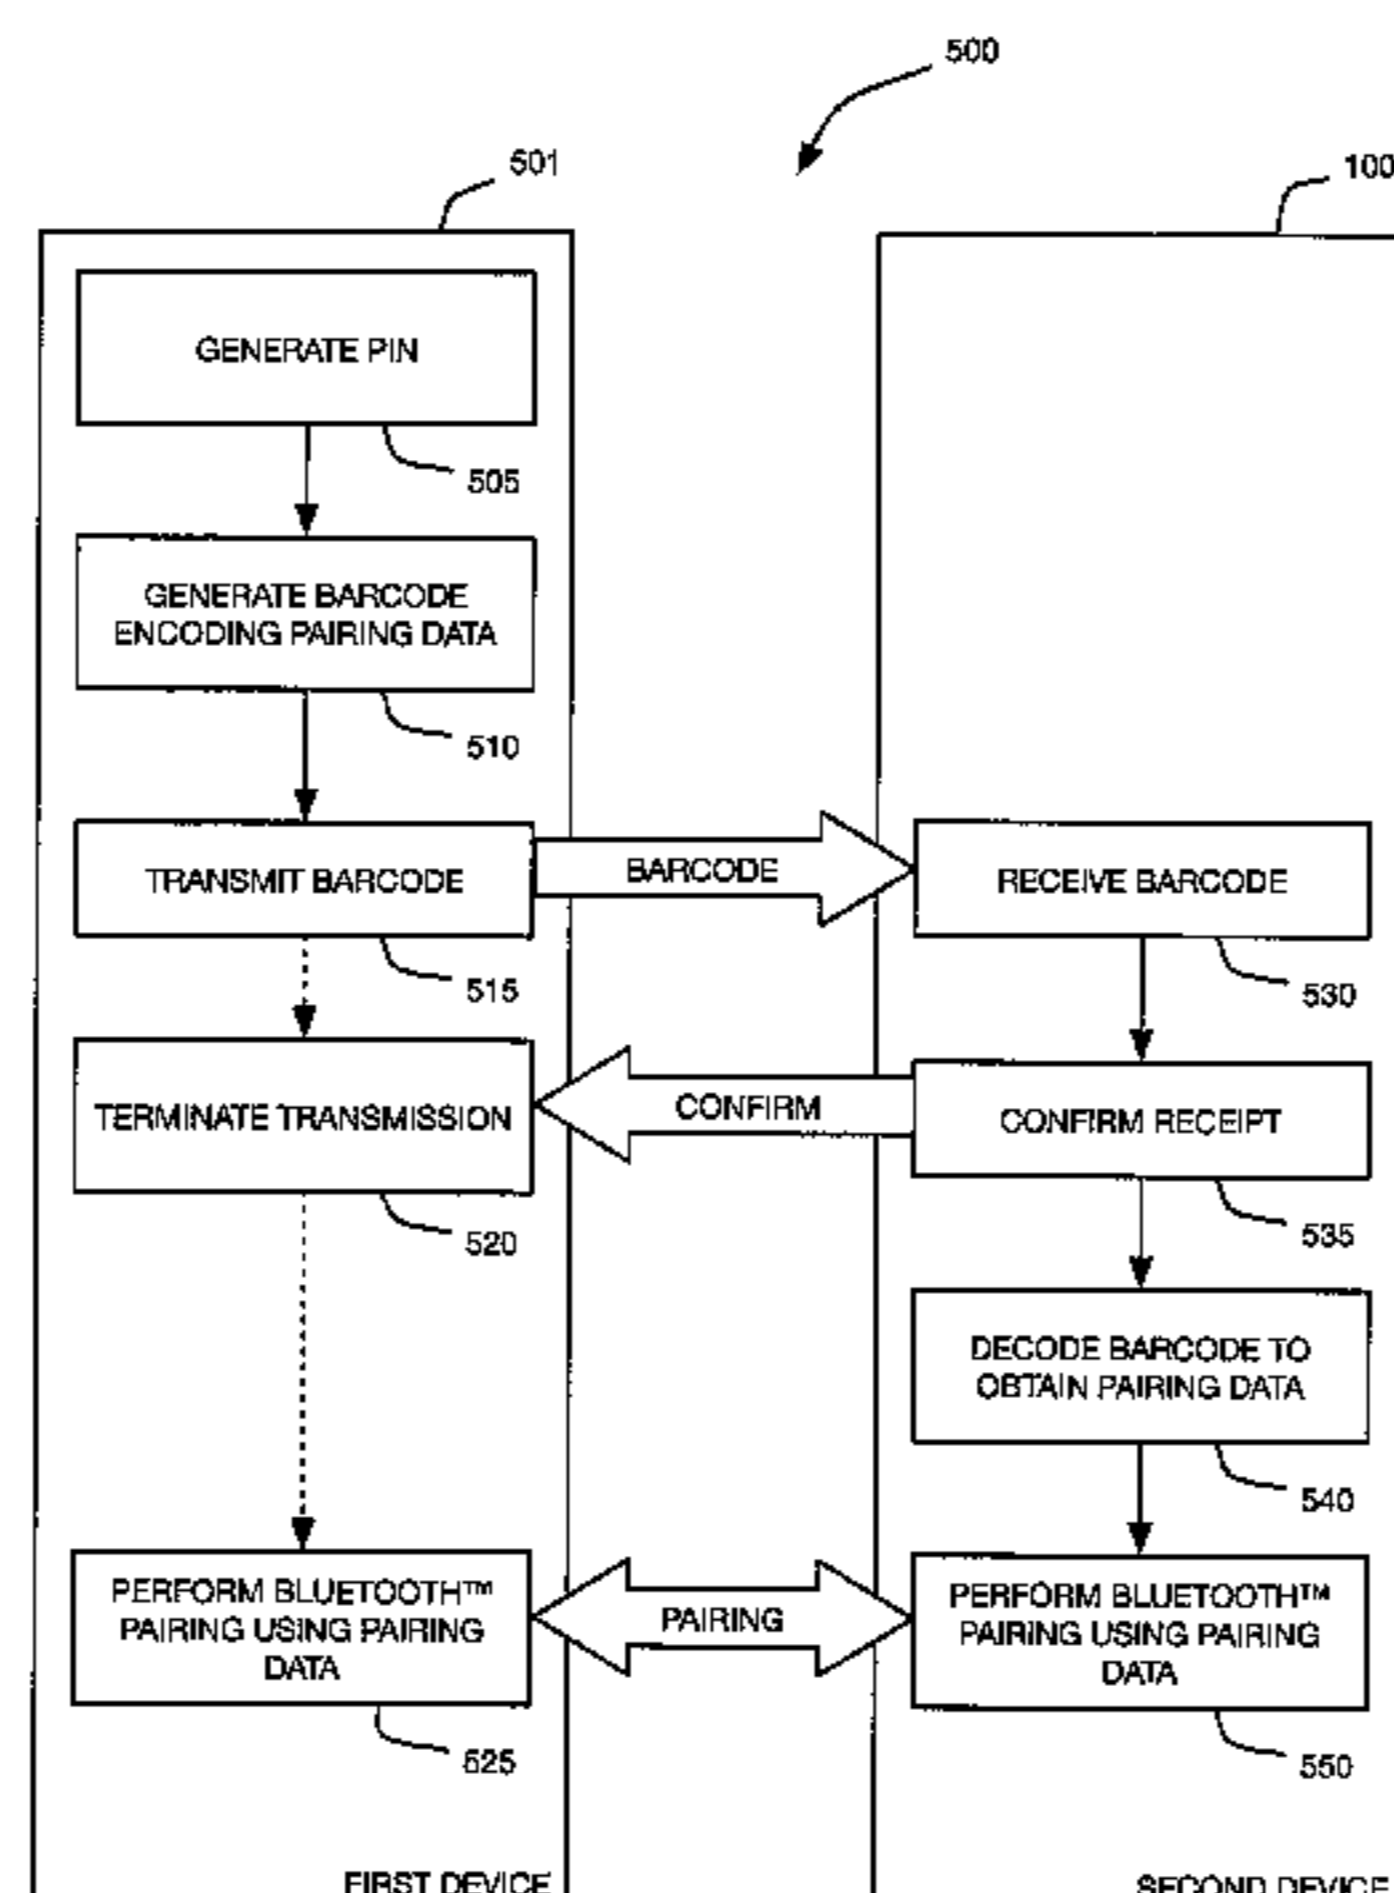 500
501
100
GENERATE PIN
505
GENERATE BARCODE
ENCODING PAIRING DATA
510
TRANSMIT BARCODE
BARCODE
RECEIVE BARCODE
515
530
TERMINATE TRANSMISSION
CONFIRM
CONFIRM RECEIPT
520
535
DECODE BARCODE TO
OBTAIN PAIRING DATA
540
PERFORM BLUETOOTH™
PAIRING USING PAIRING
DATA
PAIRING
PERFORM BLUETOOTH™
PAIRING USING PAIRING
DATA
525
550
FIRST DEVICE
SECOND DEVICE